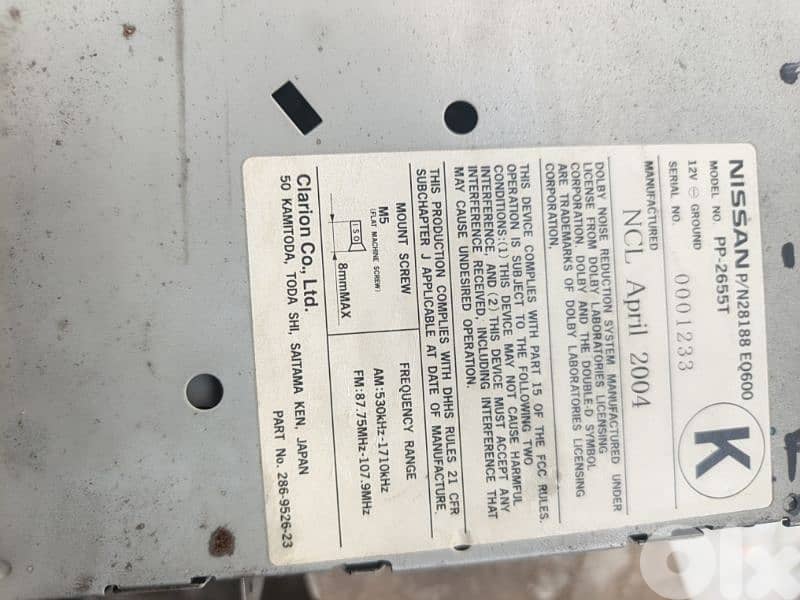 NISSAN P/N28188 EQ600
MODEL NO. PP-2655T
12V ⊖ GROUND
SERIAL NO. 0001233
K
MANUFACTURED NCL April 2004
DOLBY NOISE REDUCTION SYSTEM MANUFACTURED UNDER
LICENSE FROM DOLBY LABORATORIES LICENSING
CORPORATION. DOLBY AND THE DOUBLE-D SYMBOL
ARE TRADEMARKS OF DOLBY LABORATORIES LICENSING
CORPORATION.
THIS DEVICE COMPLIES WITH PART 15 OF THE FCC RULES.
OPERATION IS SUBJECT TO THE FOLLOWING TWO
CONDITIONS:(1) THIS DEVICE MAY NOT CAUSE HARMFUL
INTERFERENCE, AND (2) THIS DEVICE MUST ACCEPT ANY
INTERFERENCE RECEIVED, INCLUDING INTERFERENCE THAT
MAY CAUSE UNDESIRED OPERATION.
THIS PRODUCTION COMPLIES WITH DHHS RULES 21 CFR
SUBCHAPTER J APPLICABLE AT DATE OF MANUFACTURE.
MOUNT SCREW
M5
(FLAT MACHINE SCREW)
ISO
8mmMAX
FREQUENCY RANGE
AM:530kHz-1710kHz
FM:87.75MHz-107.9MHz
Clarion Co., Ltd.
50 KAMITODA, TODA SHI, SAITAMA KEN, JAPAN
PART No. 286-9526-23
olx